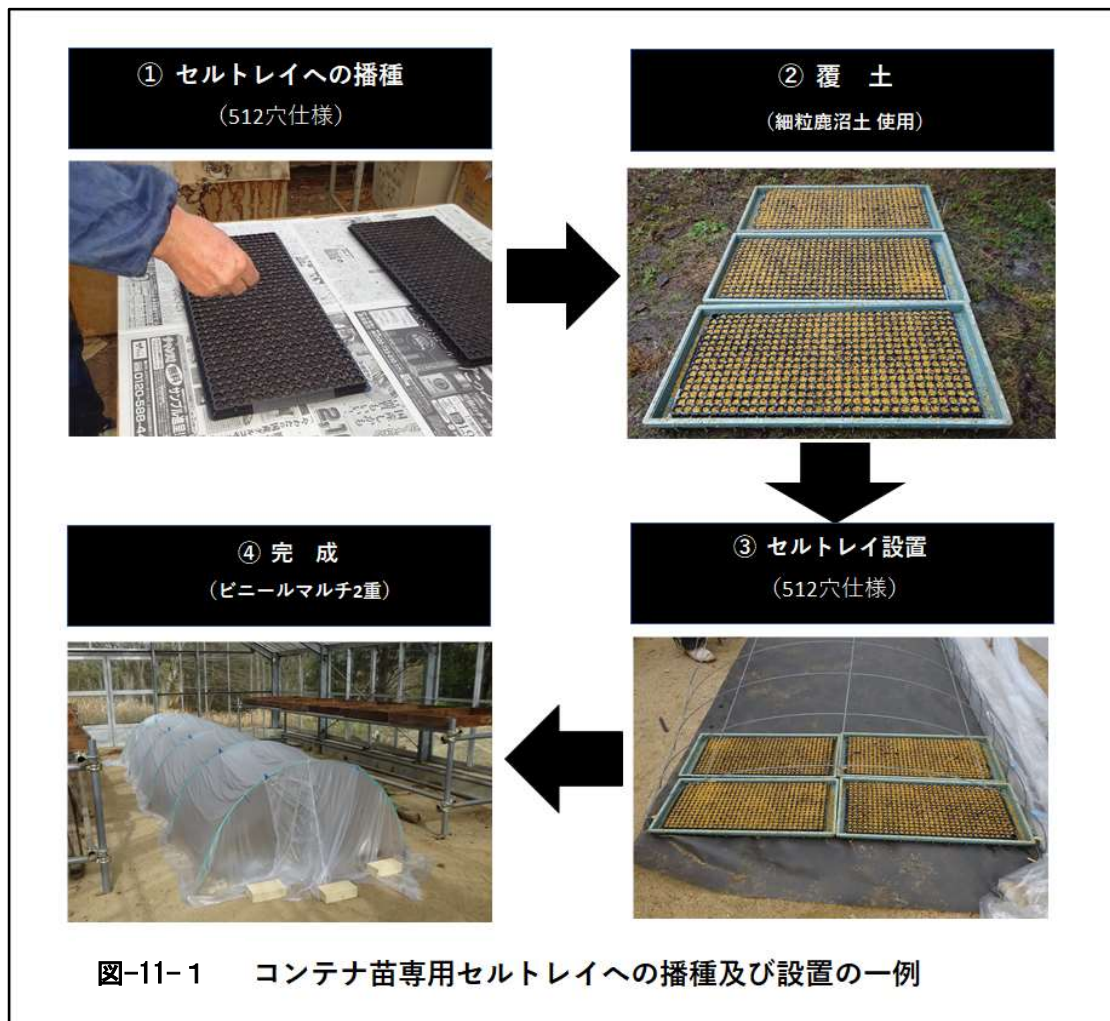 ① セルトレイへの播種
（512穴仕様）
② 覆　土
（細粒鹿沼土 使用）
④ 完　成
（ビニールマルチ2重）
③ セルトレイ設置
（512穴仕様）
図-11-1　コンテナ苗専用セルトレイへの播種及び設置の一例